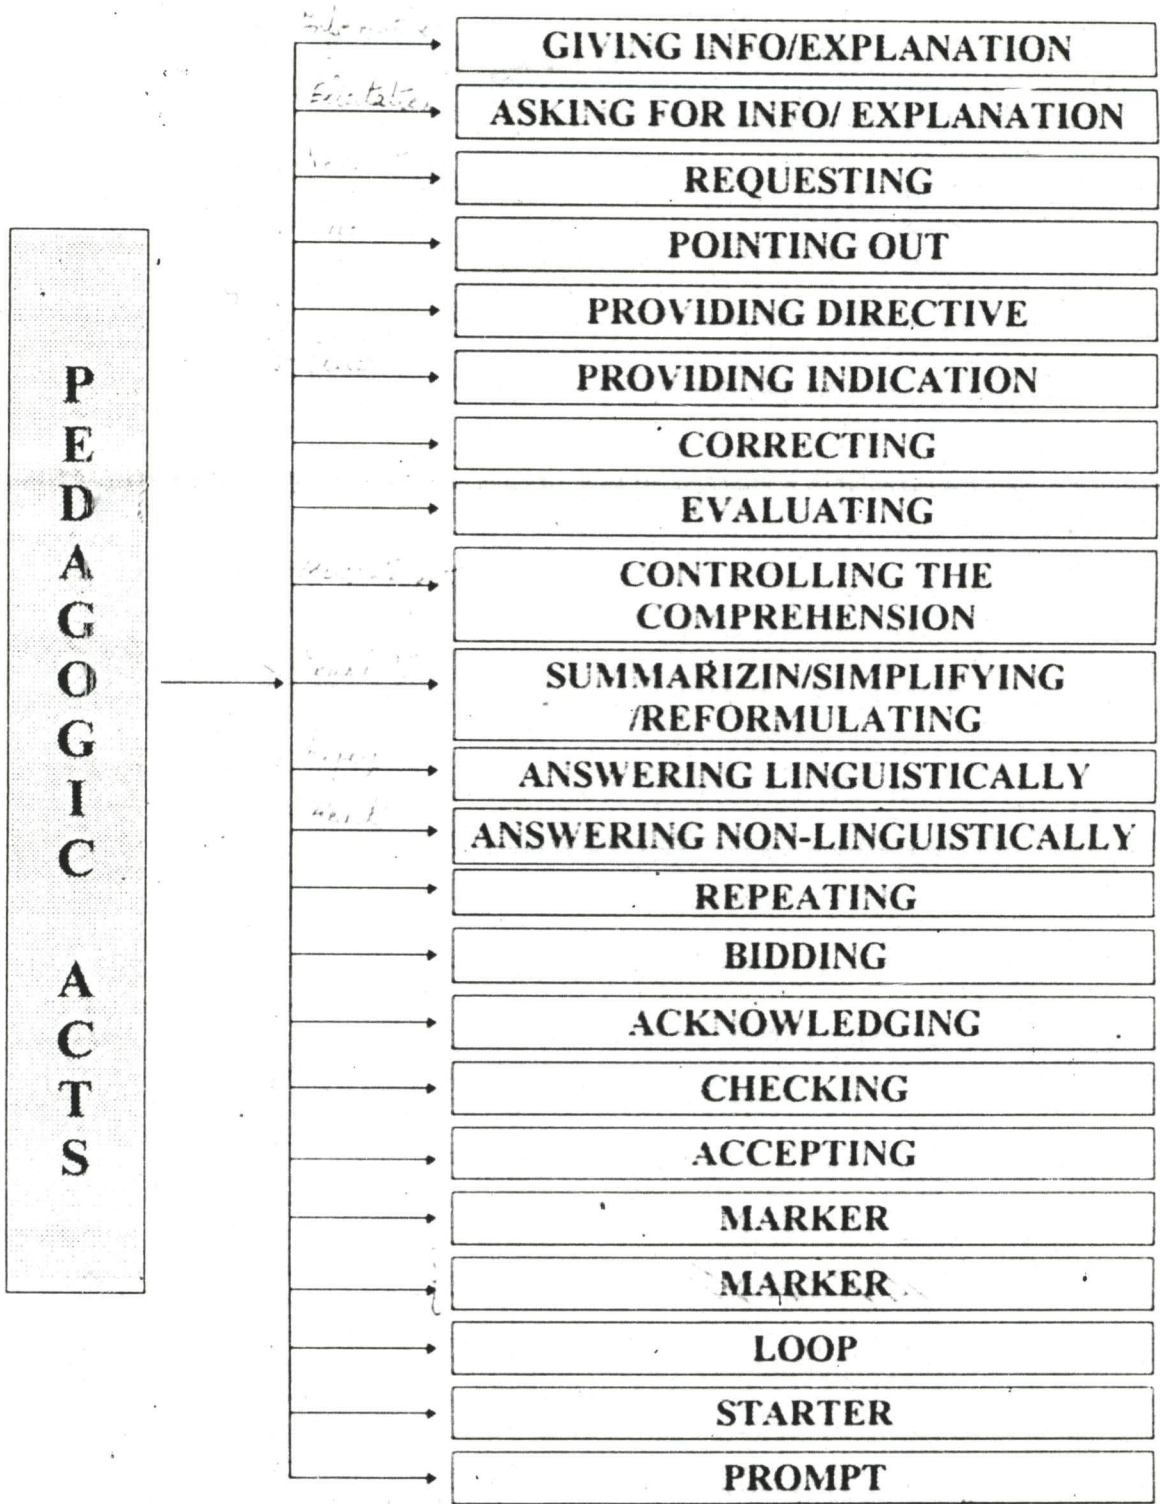 PEDAGOGIC ACTS
GIVING INFO/EXPLANATION
ASKING FOR INFO/ EXPLANATION
REQUESTING
POINTING OUT
PROVIDING DIRECTIVE
PROVIDING INDICATION
CORRECTING
EVALUATING
CONTROLLING THE
COMPREHENSION
SUMMARIZIN/SIMPLIFYING
/REFORMULATING
ANSWERING LINGUISTICALLY
ANSWERING NON-LINGUISTICALLY
REPEATING
BIDDING
ACKNOWLEDGING
CHECKING
ACCEPTING
MARKER
MARKER
LOOP
STARTER
PROMPT